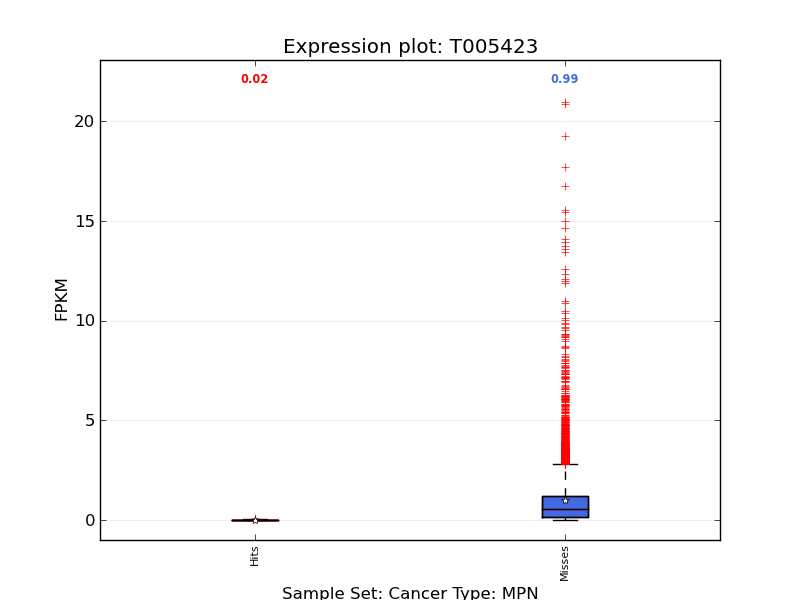 Expression plot: T005423
0.02 0.99
20
15
10
5
0
FPKM
Hits
Misses
Sample Set: Cancer Type: MPN